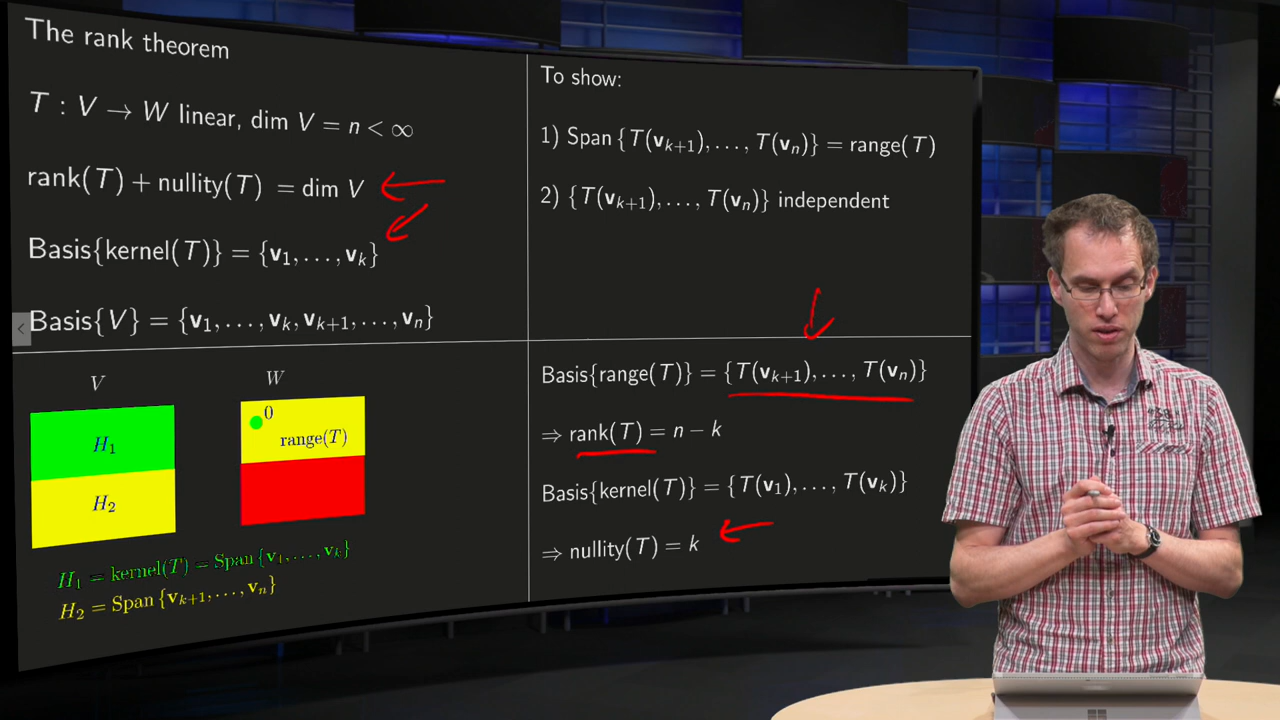 The rank theorem
T : V → W linear, dim V = n < ∞
rank(T) + nullity(T) = dim V
Basis{kernel(T)} = {v₁, . . . , vₖ}
Basis{V} = {v₁, . . . , vₖ, vₖ₊₁, . . . , vₙ}
To show:
1) Span {T(vₖ₊₁), . . . , T(vₙ)} = range(T)
2) {T(vₖ₊₁), . . . , T(vₙ)} independent
V
W
H₁
H₂
0
range(T)
H₁ = kernel(T) = Span {v₁, . . . , vₖ}
H₂ = Span {vₖ₊₁, . . . , vₙ}
Basis{range(T)} = {T(vₖ₊₁), . . . , T(vₙ)}
⇒ rank(T) = n − k
Basis{kernel(T)} = {T(v₁), . . . , T(vₖ)}
⇒ nullity(T) = k